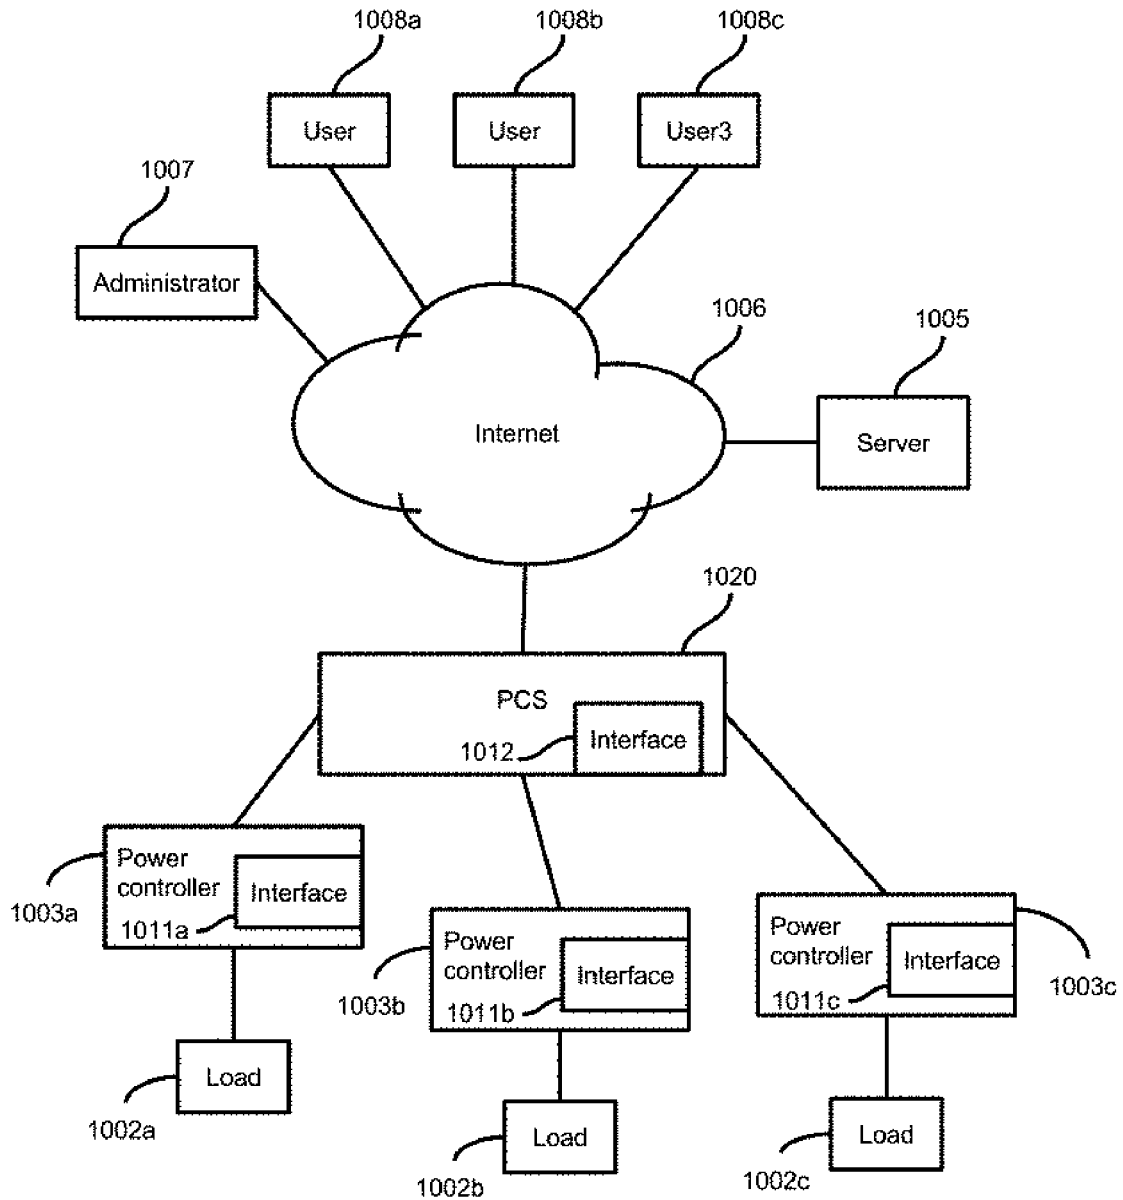 1008a
1008b
1008c
User
User
User3
1007
Administrator
1006
1005
Internet
Server
1020
PCS
1012
Interface
Power
controller
Interface
1003a
1011a
Power
controller
Interface
1003b
1011b
Power
controller
Interface
1003c
1011c
Load
1002a
Load
1002b
Load
1002c